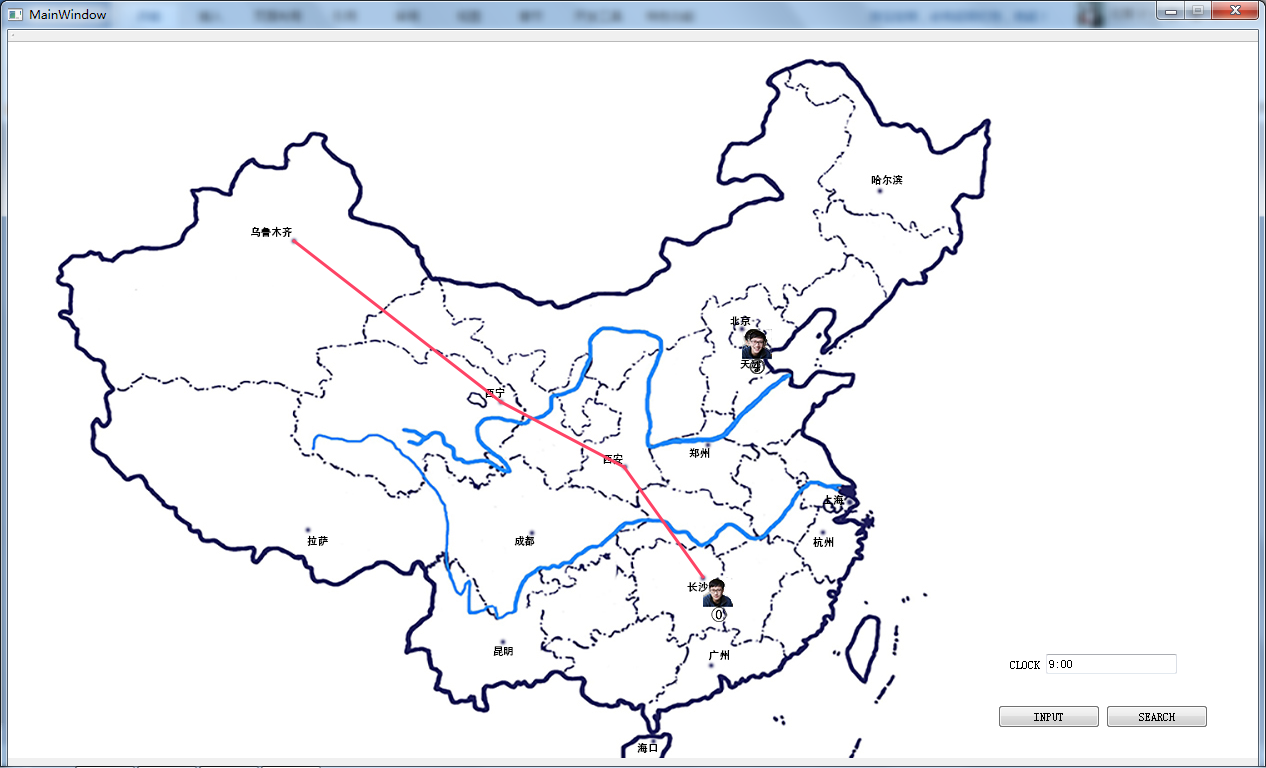 MainWindow
哈尔滨
乌鲁木齐
北京
西宁
郑州
西安
上海
拉萨
成都
杭州
长沙
0
昆明
广州
CLOCK 9:00
INPUT SEARCH
海口